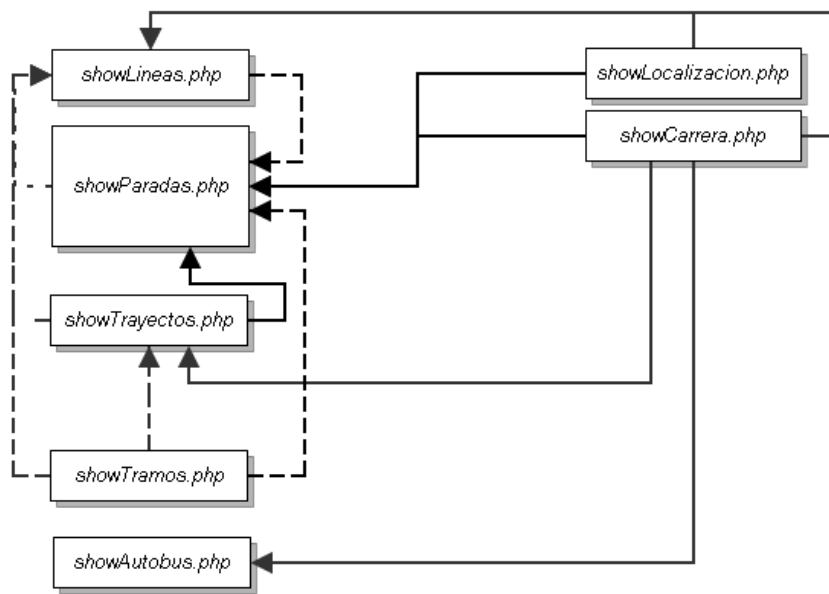 showLineas.php
showLocalizacion.php
showCarrera.php
showParadas.php
showTrayectos.php
showTramos.php
showAutobus.php